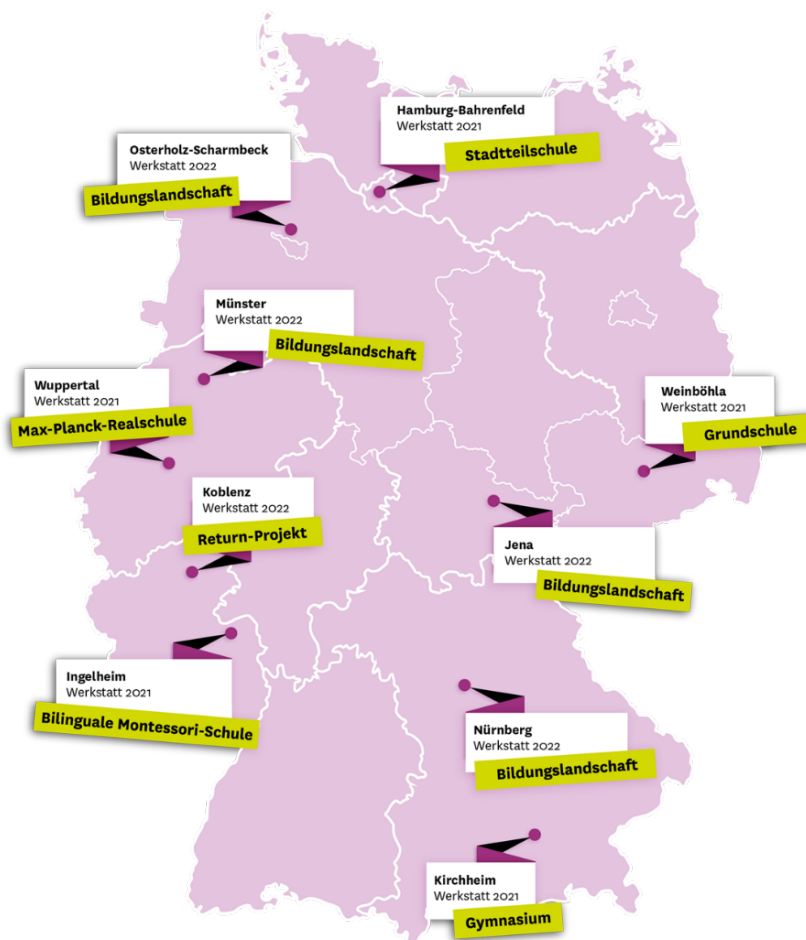 Hamburg-Bahrenfeld
Werkstatt 2021
Stadtteilschule
Osterholz-Scharmbeck
Werkstatt 2022
Bildungslandschaft
Münster
Werkstatt 2022
Bildungslandschaft
Wuppertal
Werkstatt 2021
Max-Planck-Realschule
Weinböhla
Werkstatt 2021
Grundschule
Koblenz
Werkstatt 2022
Return-Projekt
Jena
Werkstatt 2022
Bildungslandschaft
Ingelheim
Werkstatt 2021
Bilinguale Montessori-Schule
Nürnberg
Werkstatt 2022
Bildungslandschaft
Kirchheim
Werkstatt 2021
Gymnasium